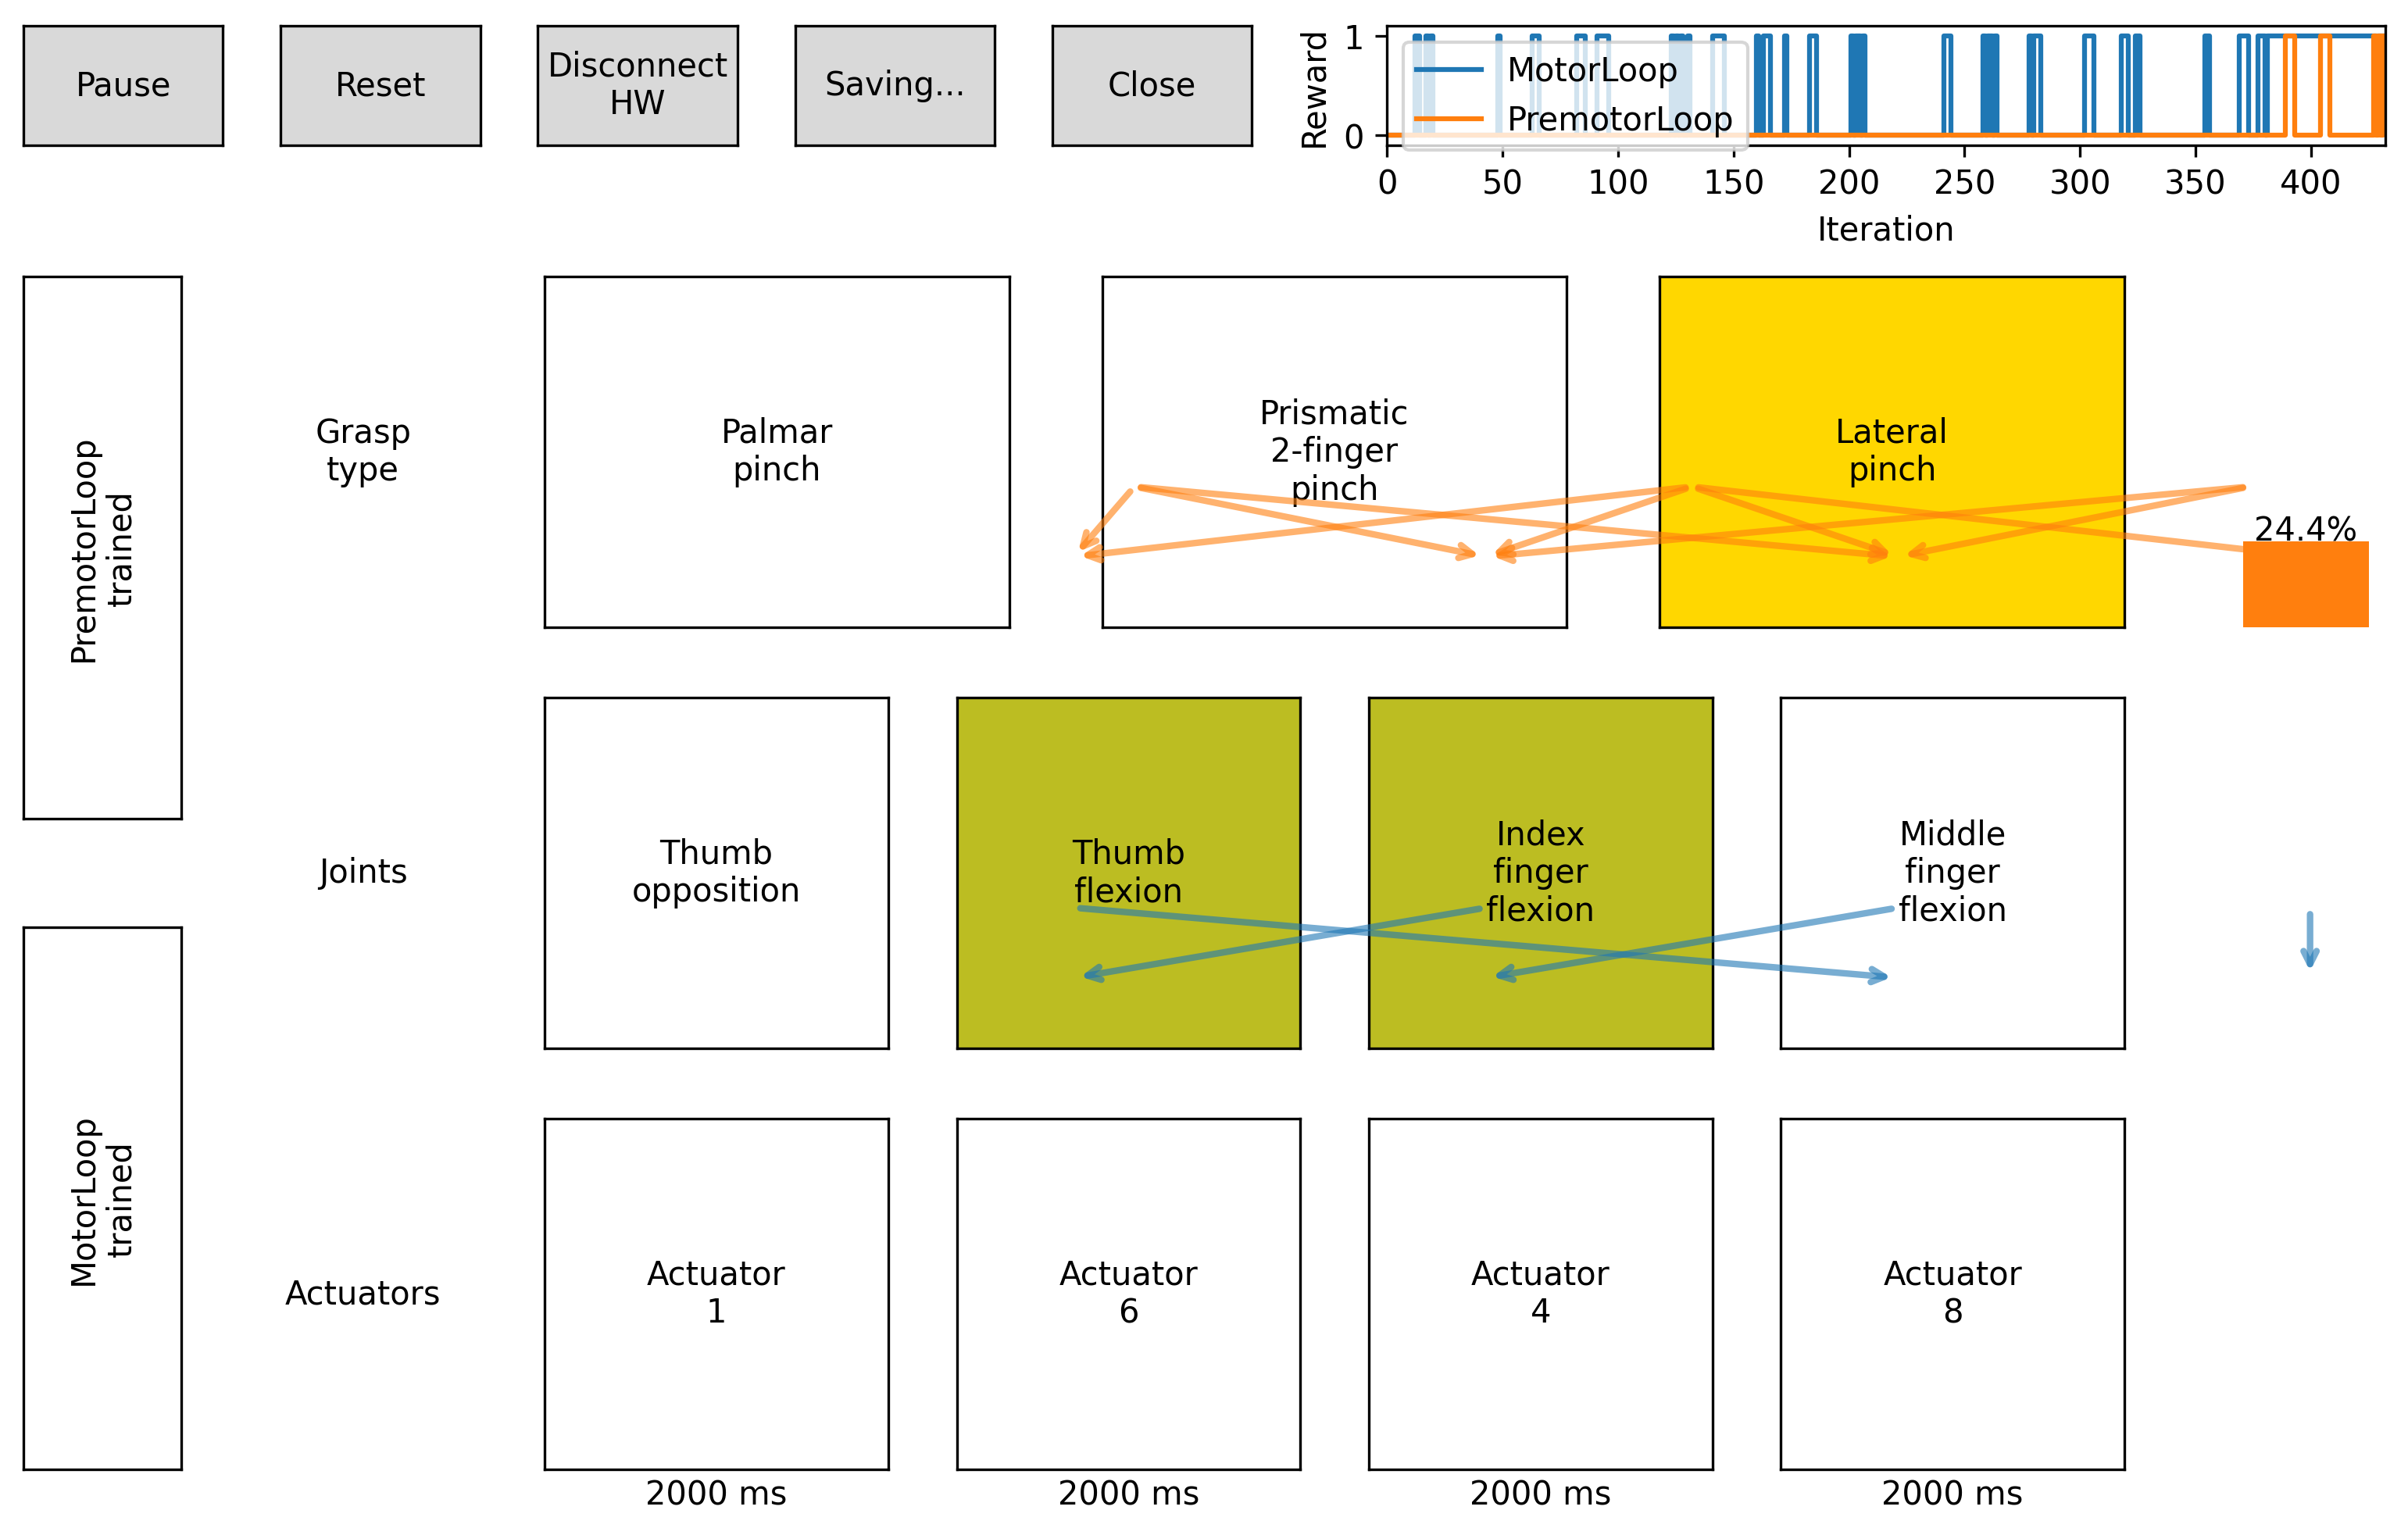 Pause
Reset
Disconnect
HW
Saving...
Close
Reward
1
0
MotorLoop
PremotorLoop
0 50 100 150 200 250 300 350 400
Iteration
PremotorLoop
trained
Grasp
type
Palmar
pinch
Prismatic
2-finger
pinch
Lateral
pinch
24.4%
Joints
Thumb
opposition
Thumb
flexion
Index
finger
flexion
Middle
finger
flexion
MotorLoop
trained
Actuators
Actuator
1
Actuator
6
Actuator
4
Actuator
8
2000 ms
2000 ms
2000 ms
2000 ms